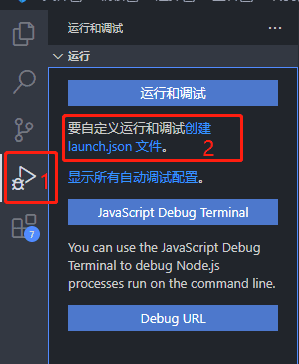 运行和调试
运行
运行和调试
要自定义运行和调试创建
launch.json 文件。
2
1
显示所有自动调试配置。
JavaScript Debug Terminal
You can use the JavaScript Debug
Terminal to debug Node.js
processes run on the command line.
7
Debug URL